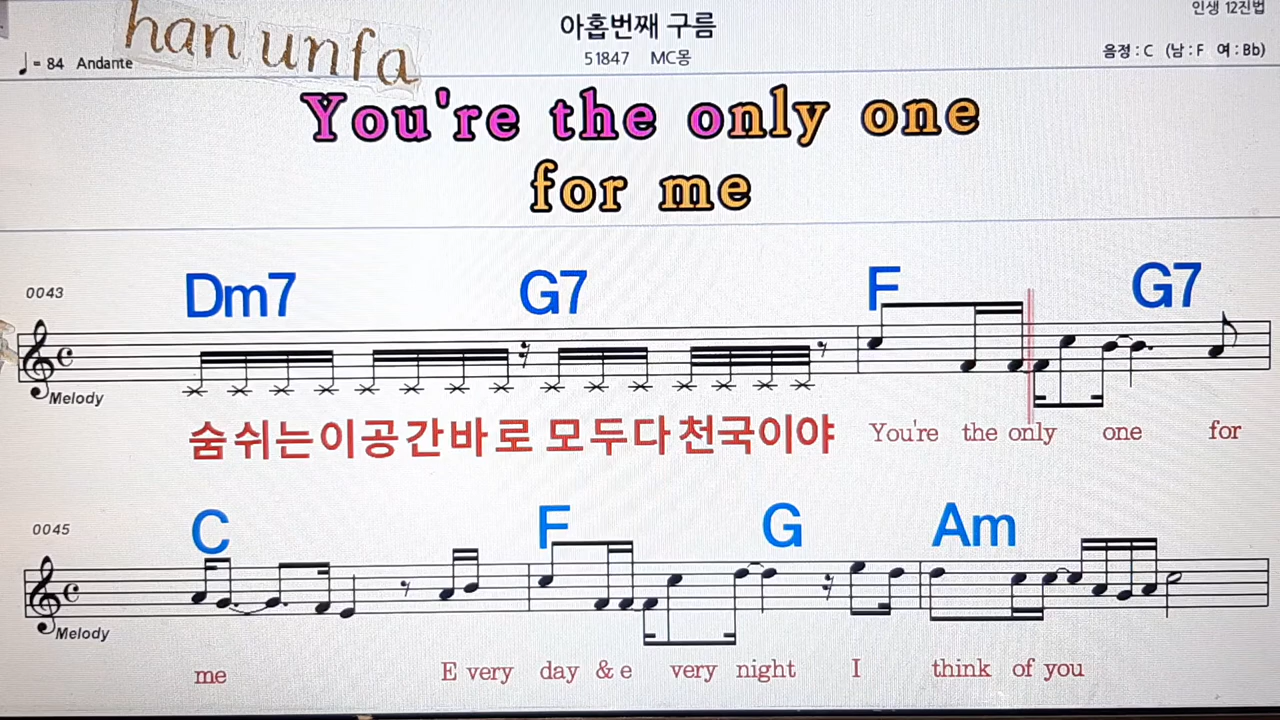 han unfa
아홉번째 구름
인생 12진법
♩= 84 Andante
51847 MC몽
음정 : C (남 : F 여 : Bb)
You're the only one
for me
Dm7 G7 F G7
0043
Melody
숨쉬는이공간바로 모두다천국이야 You're the only one for
C F G Am
0045
Melody
me E very day & e very night I think of you